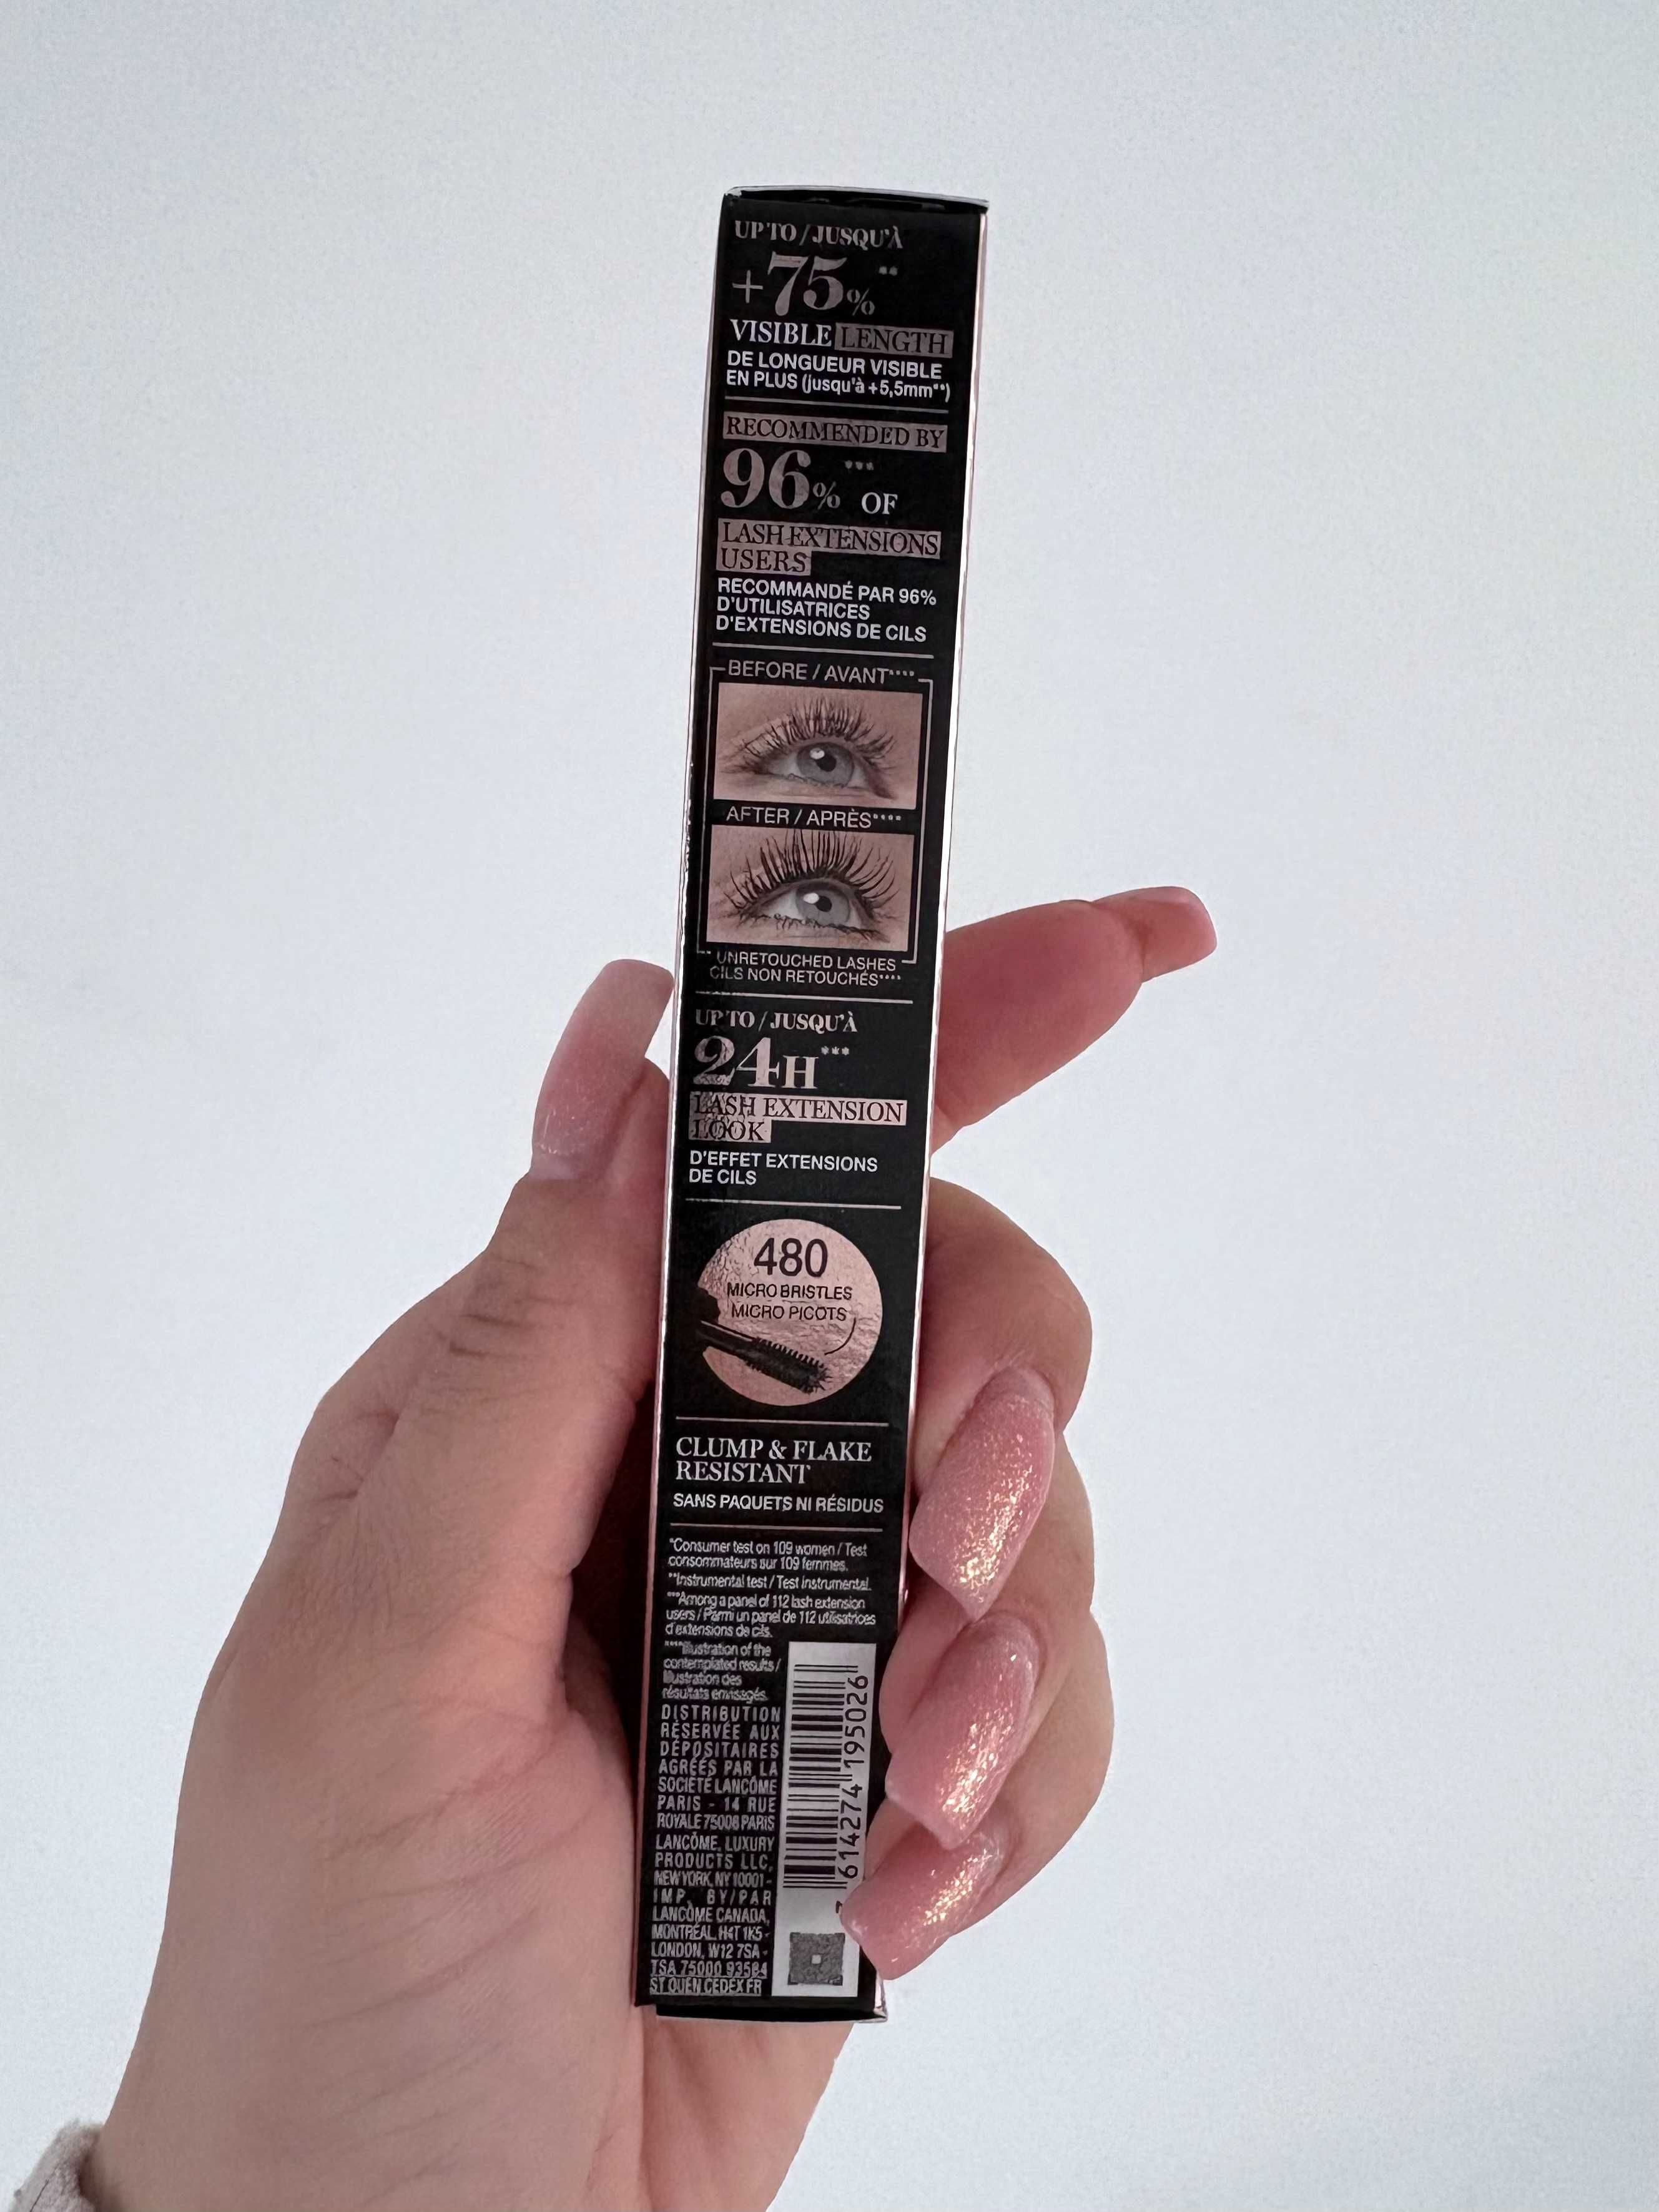 UP TO / JUSQU'À
+75%**
VISIBLE LENGTH
DE LONGUEUR VISIBLE
EN PLUS (jusqu'à +5,5mm**)
RECOMMENDED BY
96%*** OF
LASH EXTENSIONS
USERS
RECOMMANDÉ PAR 96%
D'UTILISATRICES
D'EXTENSIONS DE CILS
BEFORE / AVANT****
AFTER / APRÈS****
UNRETOUCHED LASHES
CILS NON RETOUCHÉS****
UP TO / JUSQU'À
24H***
LASH EXTENSION
LOOK
D'EFFET EXTENSIONS
DE CILS
480
MICRO BRISTLES
MICRO PICOTS
CLUMP & FLAKE
RESISTANT
SANS PAQUETS NI RÉSIDUS
*Consumer test on 109 women / Test
consommateurs sur 109 femmes.
**Instrumental test / Test instrumental.
***Among a panel of 112 lash extension
users / Parmi un panel de 112 utilisatrices
d'extensions de cils.
****Illustration of the
contemplated results /
Illustration des
résultats envisagés.
DISTRIBUTION
RÉSERVÉE AUX
DÉPOSITAIRES
AGRÉÉS PAR LA
SOCIÉTÉ LANCÔME
PARIS - 14 RUE
ROYALE 75008 PARIS
LANCÔME, LUXURY
PRODUCTS LLC,
NEW YORK, NY 10001 -
IMP. BY/PAR
LANCÔME CANADA,
MONTRÉAL, H4T 1K5 -
LONDON, W12 7SA -
TSA 75000 93584
ST OUEN CEDEX FR
614274 195026